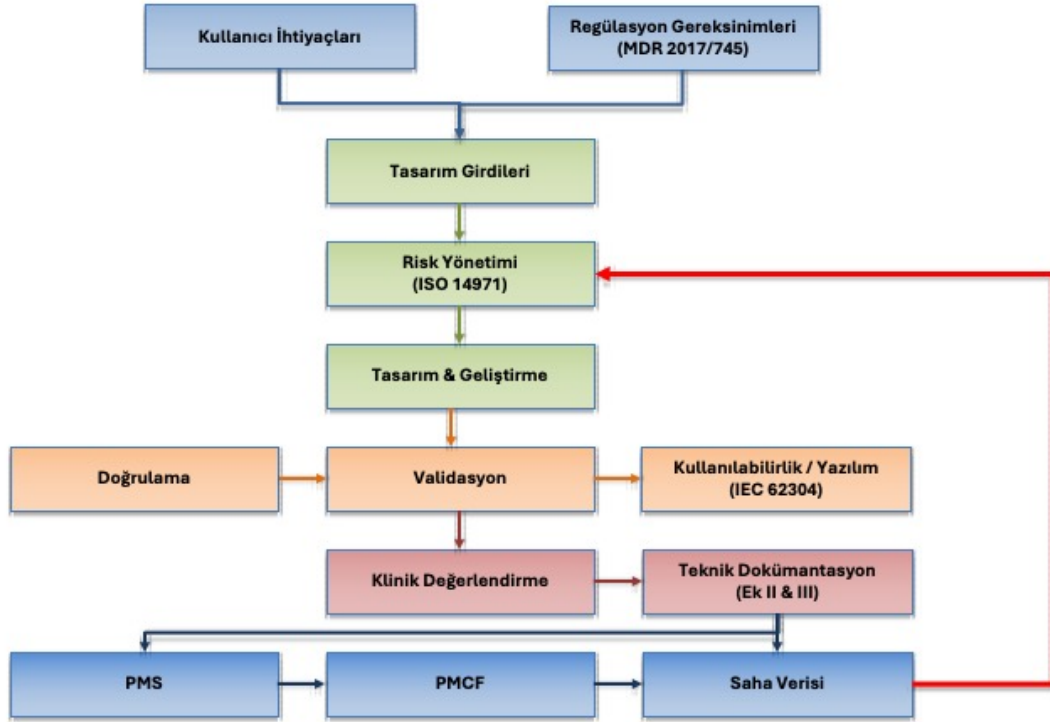 Kullanıcı İhtiyaçları
Regülasyon Gereksinimleri
(MDR 2017/745)
Tasarım Girdileri
Risk Yönetimi
(ISO 14971)
Tasarım & Geliştirme
Doğrulama
Validasyon
Kullanılabilirlik / Yazılım
(IEC 62304)
Klinik Değerlendirme
Teknik Dokümantasyon
(Ek II & III)
PMS
PMCF
Saha Verisi